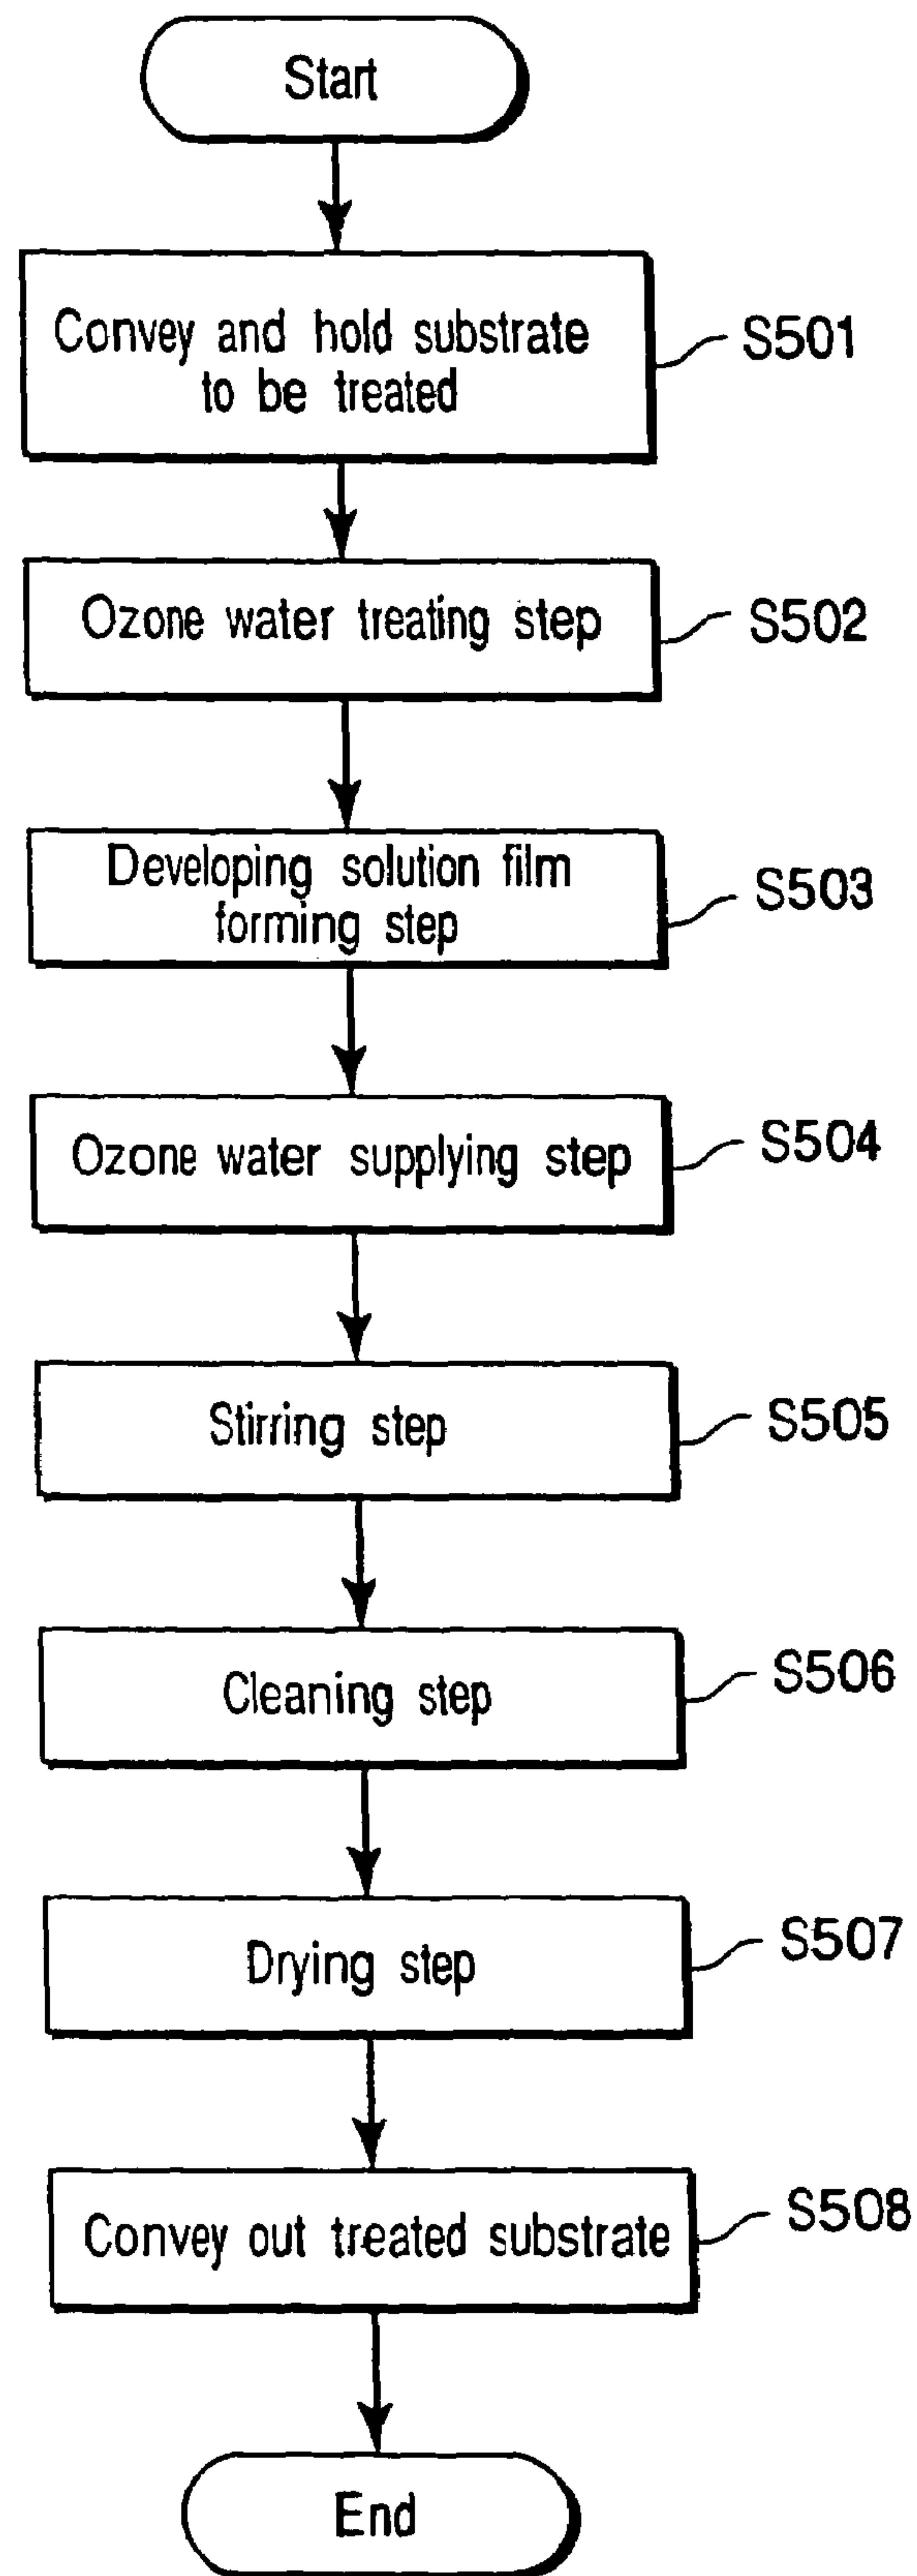 Start
Convey and hold substrate
to be treated
S501
Ozone water treating step
S502
Developing solution film
forming step
S503
Ozone water supplying step
S504
Stirring step
S505
Cleaning step
S506
Drying step
S507
Convey out treated substrate
S508
End